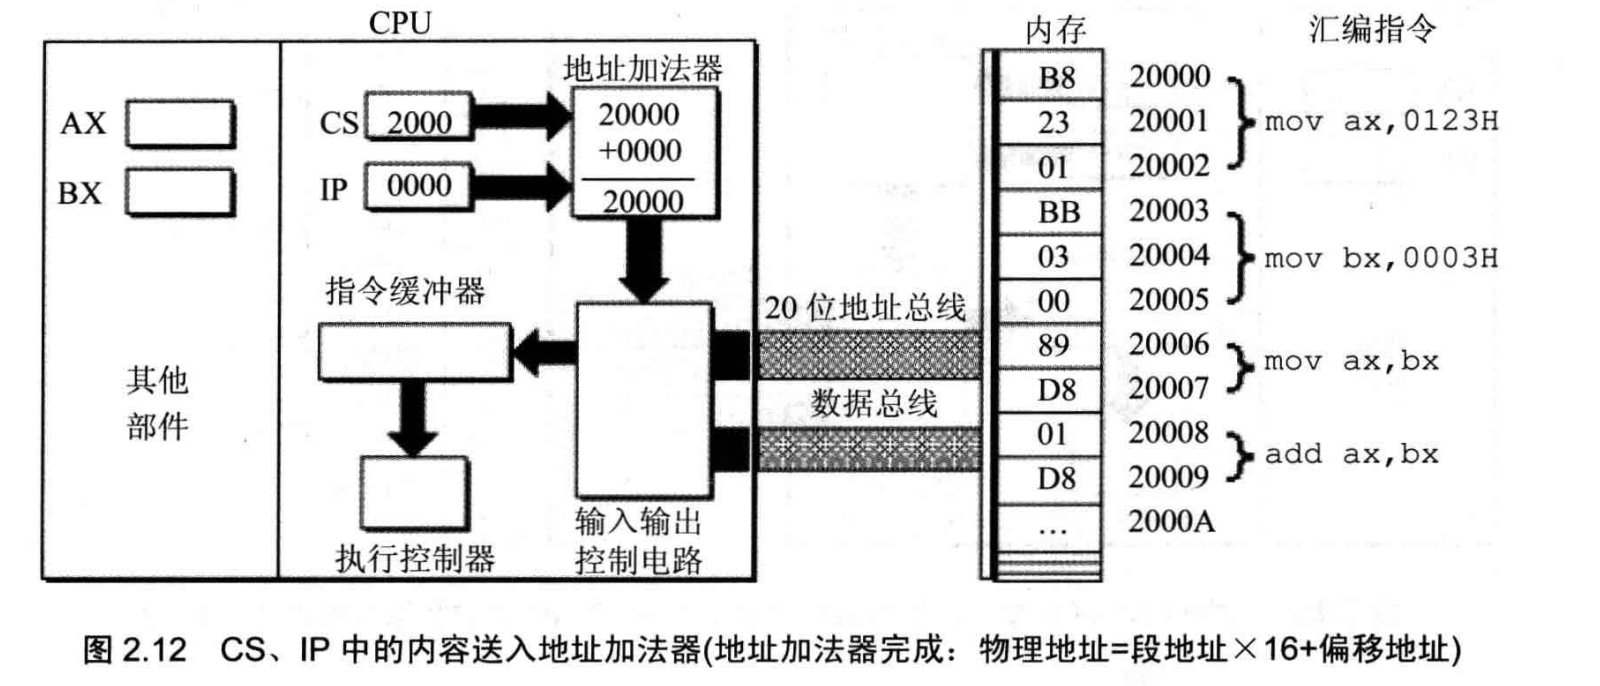 CPU
内存
汇编指令
地址加法器
AX
BX
CS
2000
IP
0000
20000
+0000
20000
指令缓冲器
其他
部件
执行控制器
输入输出
控制电路
20 位地址总线
数据总线
B8 20000
23 20001
01 20002
mov ax,0123H
BB 20003
03 20004
00 20005
mov bx,0003H
89 20006
D8 20007
mov ax,bx
01 20008
D8 20009
add ax,bx
… 2000A
图 2.12 CS、IP 中的内容送入地址加法器(地址加法器完成：物理地址=段地址×16+偏移地址)